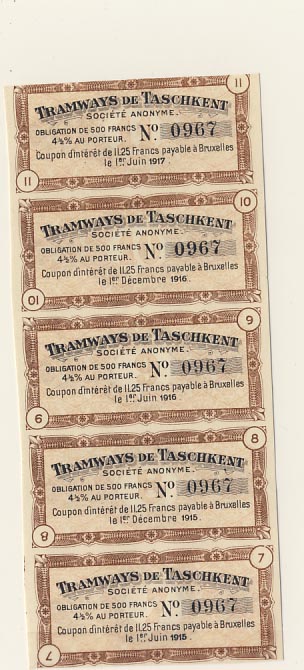 11
TRAMWAYS DE TASCHKENT
SOCIÉTÉ ANONYME.
OBLIGATION DE 500 FRANCS
4½% AU PORTEUR.
Nº 0967
Coupon d'intérêt de 11.25 Francs payable à Bruxelles
le 1er Juin 1917.
11
10
TRAMWAYS DE TASCHKENT
SOCIÉTÉ ANONYME.
OBLIGATION DE 500 FRANCS
4½% AU PORTEUR.
Nº 0967
Coupon d'intérêt de 11.25 Francs payable à Bruxelles
le 1er Décembre 1916.
10
9
TRAMWAYS DE TASCHKENT
SOCIÉTÉ ANONYME.
OBLIGATION DE 500 FRANCS
4½% AU PORTEUR.
Nº 0967
Coupon d'intérêt de 11.25 Francs payable à Bruxelles
le 1er Juin 1916.
9
8
TRAMWAYS DE TASCHKENT
SOCIÉTÉ ANONYME.
OBLIGATION DE 500 FRANCS
4½% AU PORTEUR.
Nº 0967
Coupon d'intérêt de 11.25 Francs payable à Bruxelles
le 1er Décembre 1915.
8
7
TRAMWAYS DE TASCHKENT
SOCIÉTÉ ANONYME.
OBLIGATION DE 500 FRANCS
4½% AU PORTEUR.
Nº 0967
Coupon d'intérêt de 11.25 Francs payable à Bruxelles
le 1er Juin 1915.
7